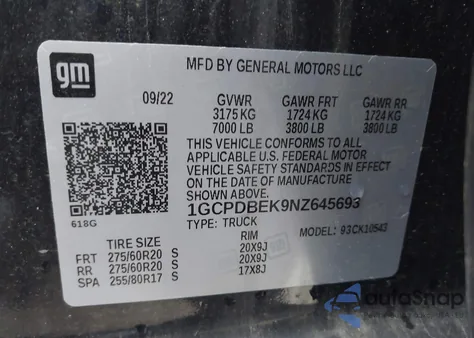 gm
MFD BY GENERAL MOTORS LLC
09/22 GVWR GAWR FRT GAWR RR
3175 KG 1724 KG 1724 KG
7000 LB 3800 LB 3800 LB
THIS VEHICLE CONFORMS TO ALL
APPLICABLE U.S. FEDERAL MOTOR
VEHICLE SAFETY STANDARDS IN EFFECT
ON THE DATE OF MANUFACTURE SHOWN ABOVE.
1GCPDBEK9NZ645693
618G
TYPE: TRUCK MODEL: 93CK10543
TIRE SIZE RIM
FRT 275/60R20 S 20X9J
RR 275/60R20 S 20X9J
SPA 255/80R17 S 17X8J
autoSnap